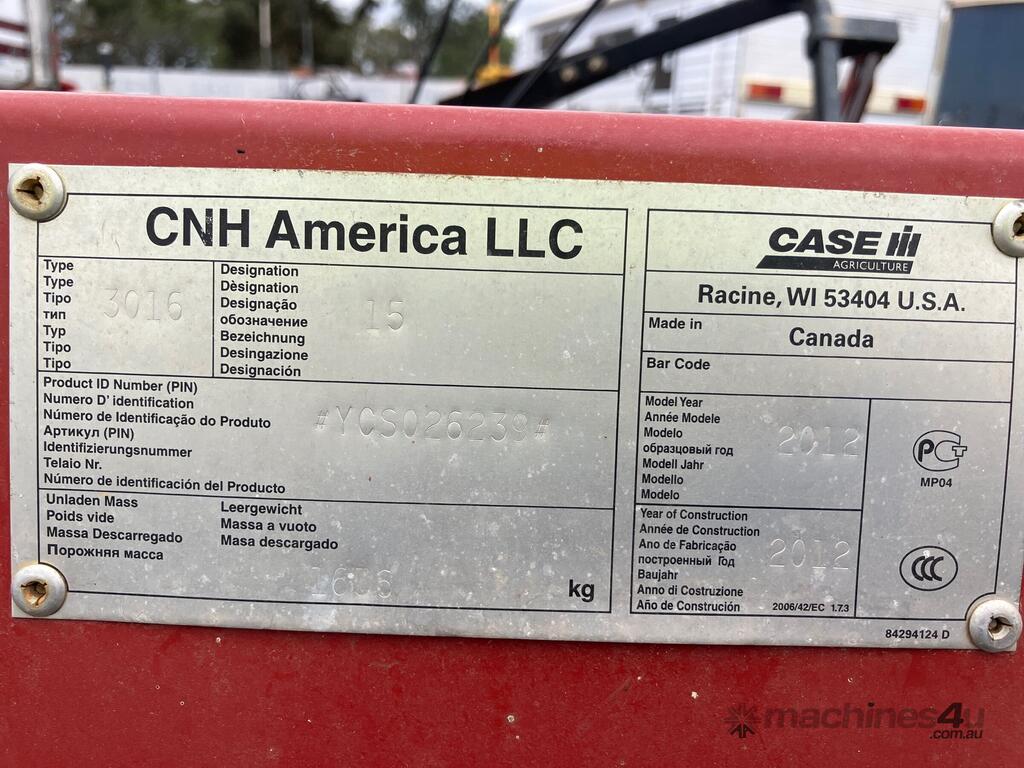 CNH America LLC
Type
Type
Tipo
тип
Typ
Tipo
Tipo
3016
Designation
Dèsignation
Designação
обозначение
Bezeichnung
Desingazione
Designación
15
Product ID Number (PIN)
Numero D' identification
Número de Identificação do Produto
Артикул (PIN)
Identifizierungsnummer
Telaio Nr.
Número de identificación del Producto
#YCS026239#
Unladen Mass
Poids vide
Massa Descarregado
Порожняя масса
Leergewicht
Massa a vuoto
Masa descargado
kg
CASE IH
AGRICULTURE
Racine, WI 53404 U.S.A.
Made in
Canada
Bar Code
Model Year
Année Modele
Modelo
образцовый год
Modell Jahr
Modello
Modelo
2012
Year of Construction
Année de Construction
Ano de Fabricação
построенный Год
Baujahr
Anno di Costruzione
Año de Construción
2012
2006/42/EC 1.7.3
PCT
MP04
CCC
84294124 D
machines4u
.com.au